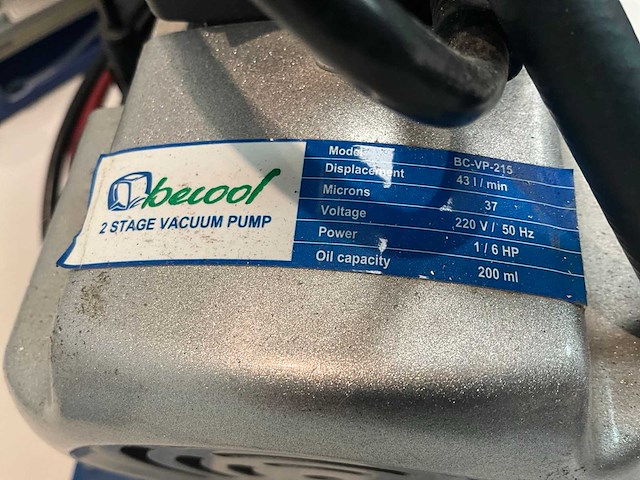 becool
2 STAGE VACUUM PUMP
Model BC-VP-215
Displacement 43 l / min
Microns 37
Voltage 220 V / 50 Hz
Power 1 / 6 HP
Oil capacity 200 ml